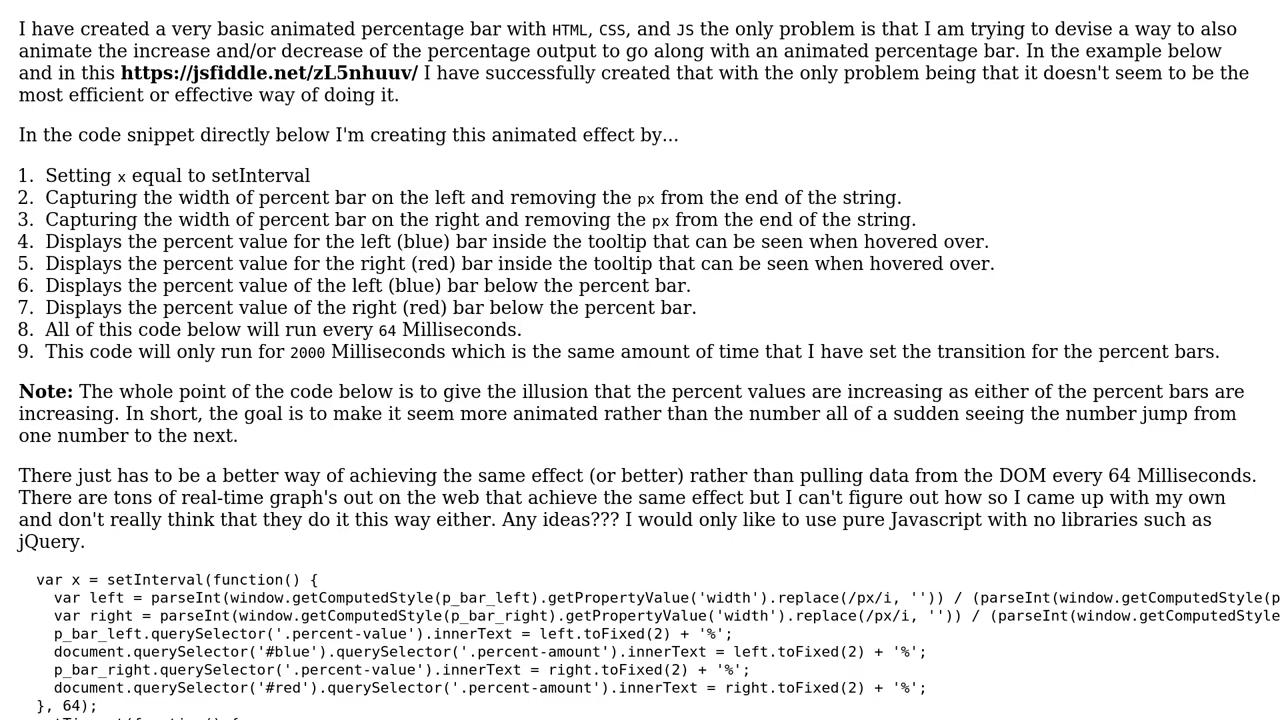 I have created a very basic animated percentage bar with HTML, CSS, and JS the only problem is that I am trying to devise a way to also
animate the increase and/or decrease of the percentage output to go along with an animated percentage bar. In the example below
and in this https://jsfiddle.net/zL5nhuuv/ I have successfully created that with the only problem being that it doesn't seem to be the
most efficient or effective way of doing it.
In the code snippet directly below I'm creating this animated effect by...
1. Setting x equal to setInterval
2. Capturing the width of percent bar on the left and removing the px from the end of the string.
3. Capturing the width of percent bar on the right and removing the px from the end of the string.
4. Displays the percent value for the left (blue) bar inside the tooltip that can be seen when hovered over.
5. Displays the percent value for the right (red) bar inside the tooltip that can be seen when hovered over.
6. Displays the percent value of the left (blue) bar below the percent bar.
7. Displays the percent value of the right (red) bar below the percent bar.
8. All of this code below will run every 64 Milliseconds.
9. This code will only run for 2000 Milliseconds which is the same amount of time that I have set the transition for the percent bars.
Note: The whole point of the code below is to give the illusion that the percent values are increasing as either of the percent bars are
increasing. In short, the goal is to make it seem more animated rather than the number all of a sudden seeing the number jump from
one number to the next.
There just has to be a better way of achieving the same effect (or better) rather than pulling data from the DOM every 64 Milliseconds.
There are tons of real-time graph's out on the web that achieve the same effect but I can't figure out how so I came up with my own
and don't really think that they do it this way either. Any ideas??? I would only like to use pure Javascript with no libraries such as
jQuery.
var x = setInterval(function() {
var left = parseInt(window.getComputedStyle(p_bar_left).getPropertyValue('width').replace(/px/i, '')) / (parseInt(window.getComputedStyle(p
var right = parseInt(window.getComputedStyle(p_bar_right).getPropertyValue('width').replace(/px/i, '')) / (parseInt(window.getComputedStyle
p_bar_left.querySelector('.percent-value').innerText = left.toFixed(2) + '%';
document.querySelector('#blue').querySelector('.percent-amount').innerText = left.toFixed(2) + '%';
p_bar_right.querySelector('.percent-value').innerText = right.toFixed(2) + '%';
document.querySelector('#red').querySelector('.percent-amount').innerText = right.toFixed(2) + '%';
}, 64);